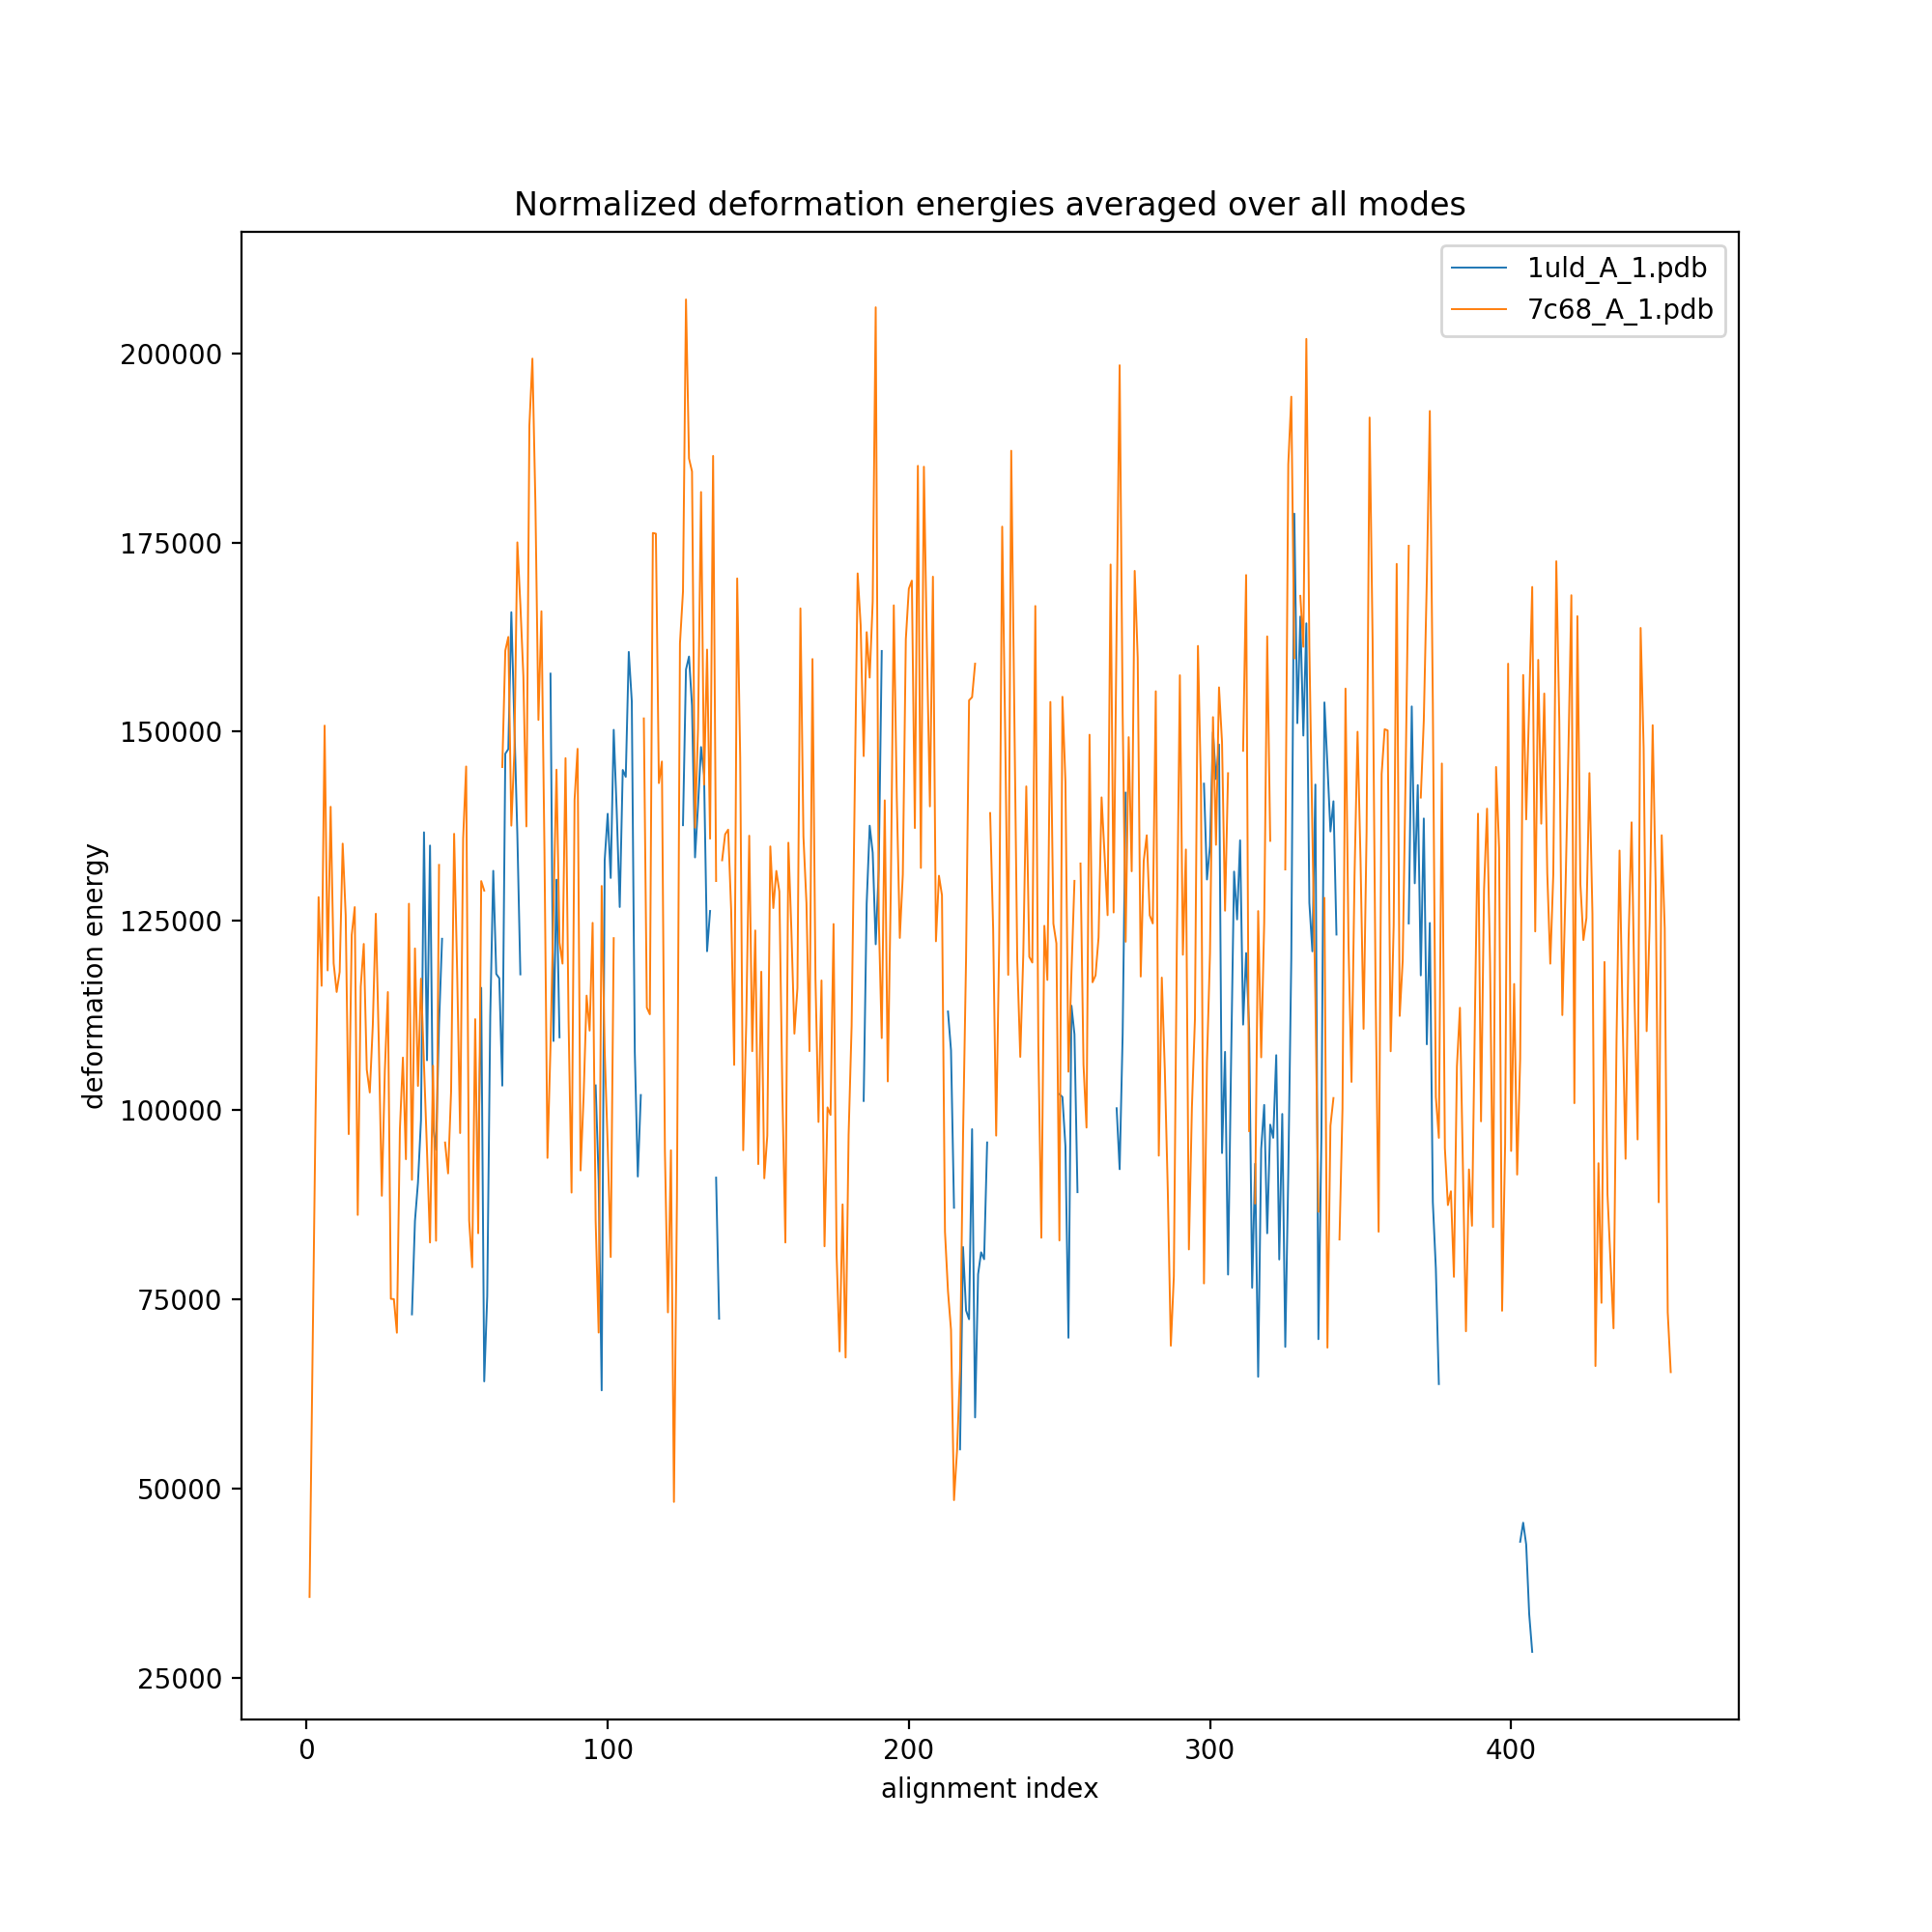 Normalized deformation energies averaged over all modes
1uld_A_1.pdb
7c68_A_1.pdb
200000
175000
150000
125000
100000
75000
50000
25000
deformation energy
0 100 200 300 400
alignment index